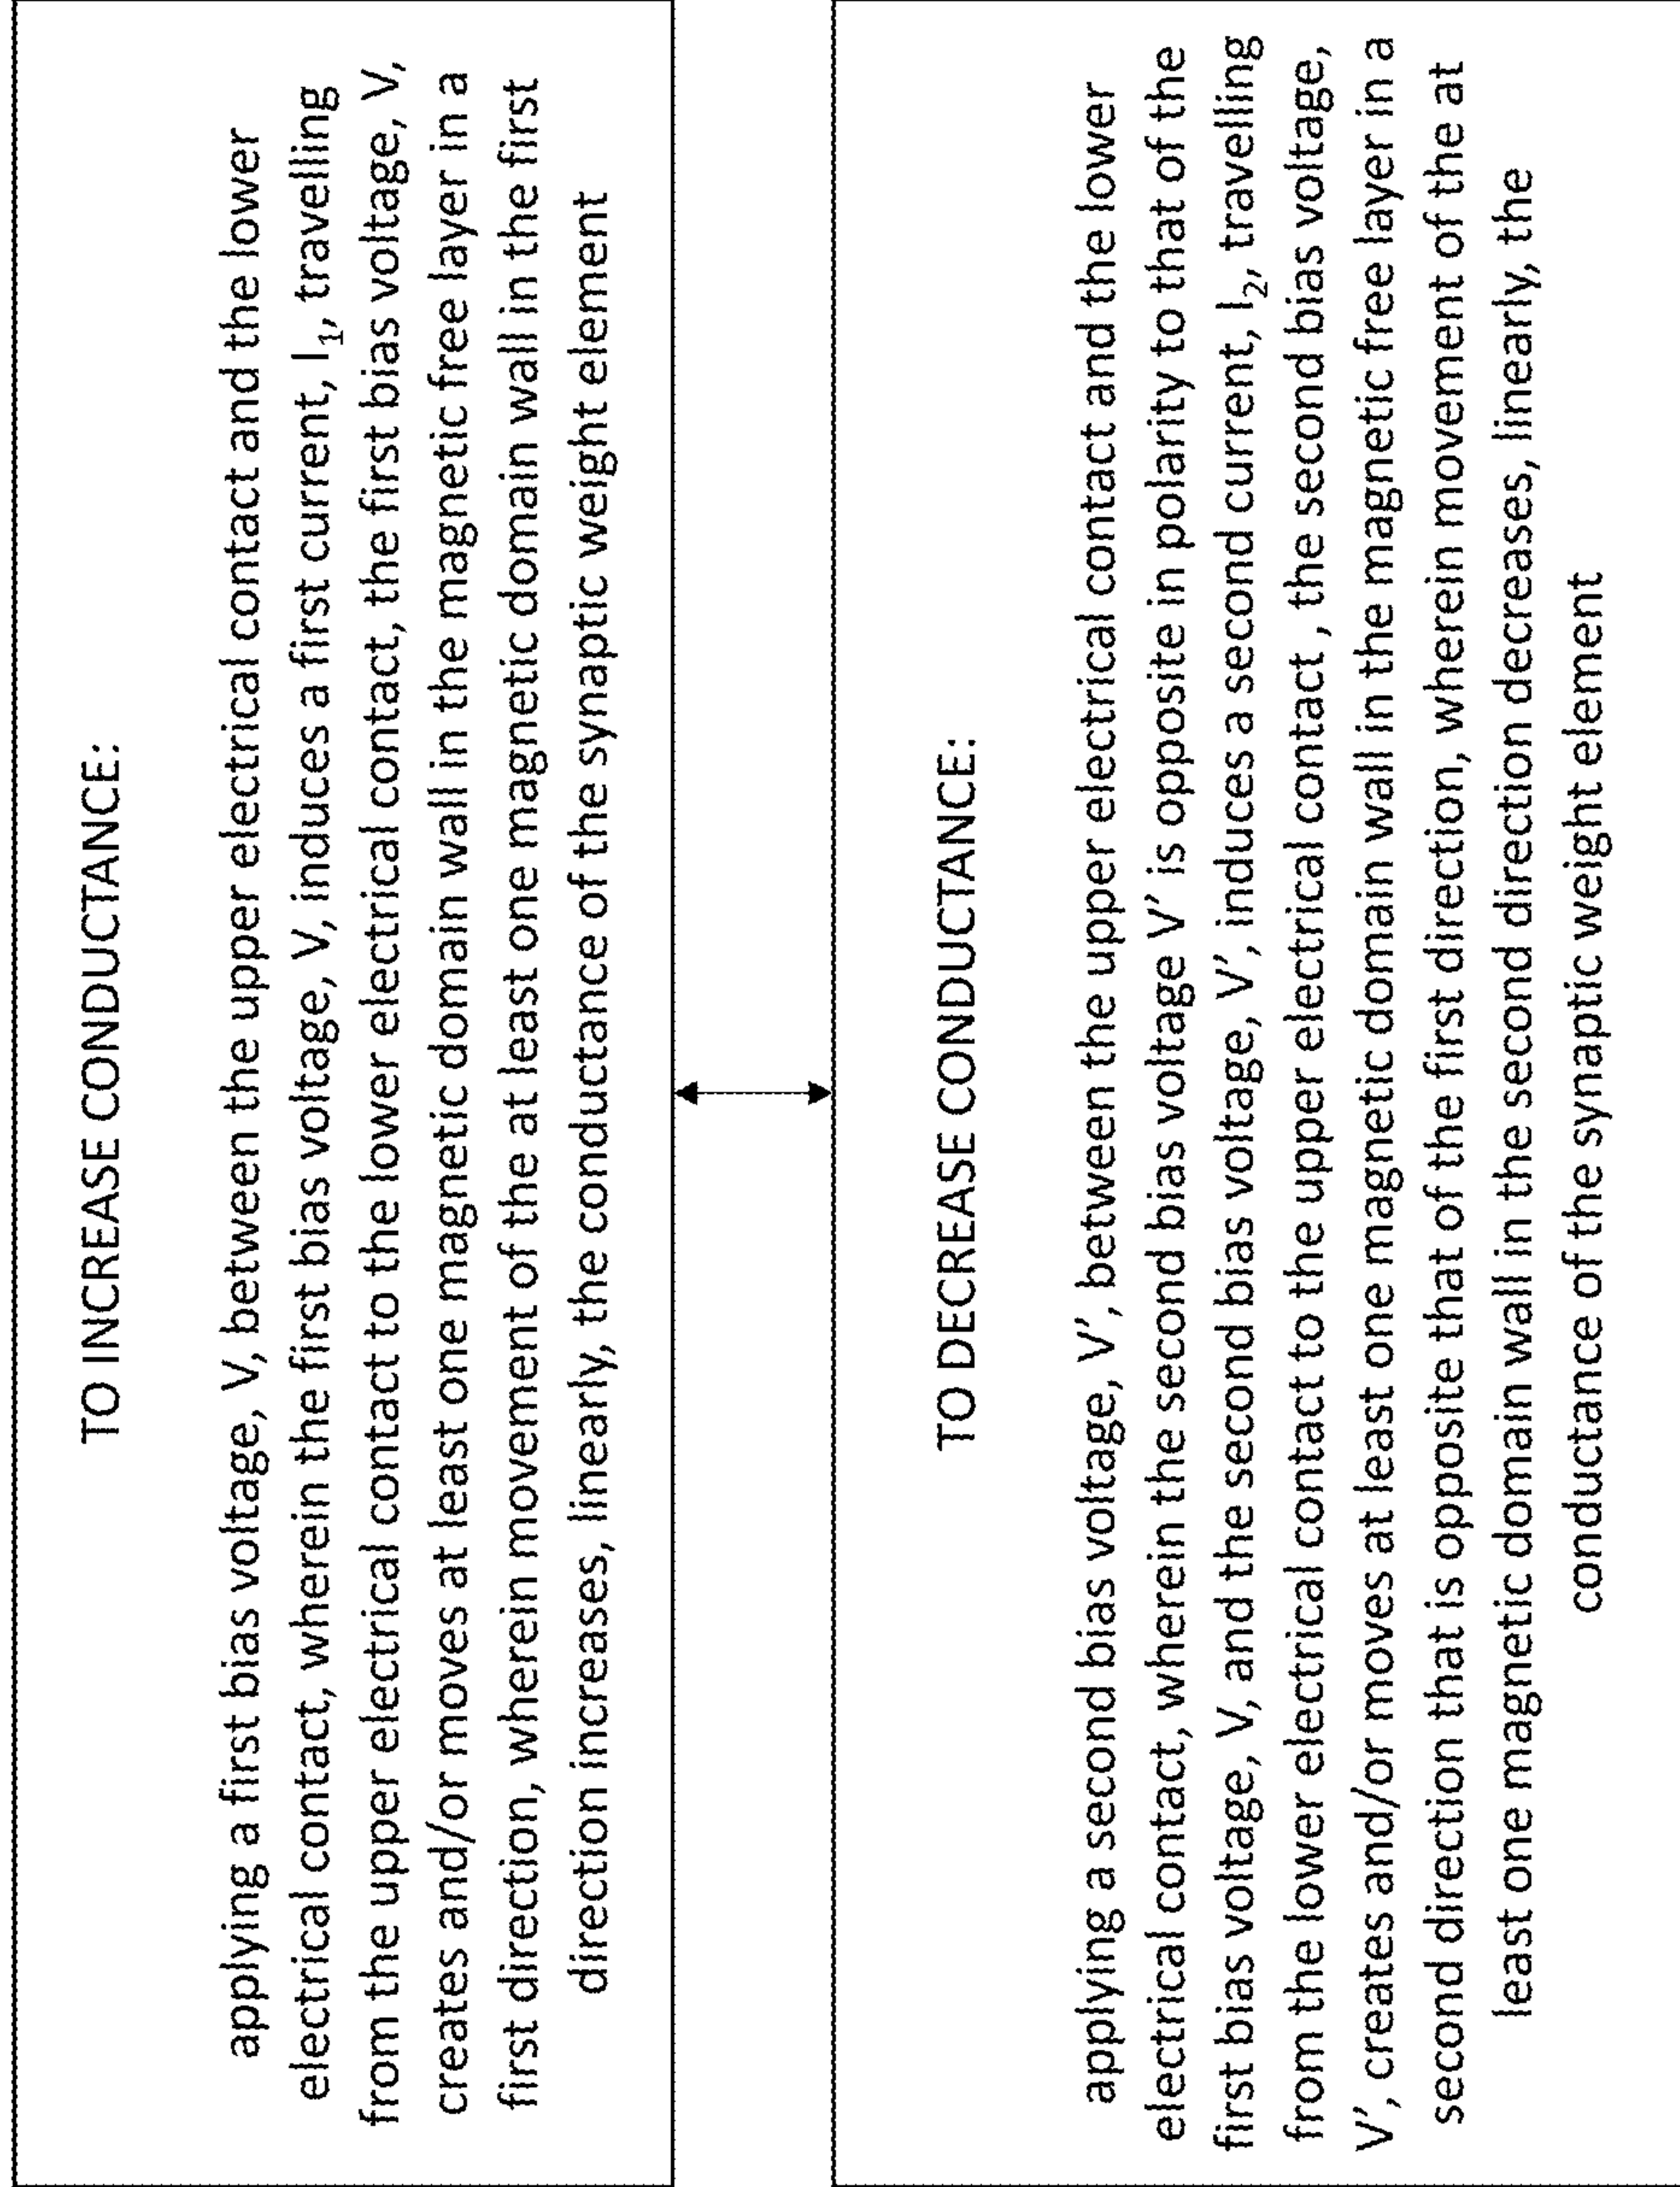 TO INCREASE CONDUCTANCE:
applying a first bias voltage, V, between the upper electrical contact and the lower
electrical contact, wherein the first bias voltage, V, induces a first current, I₁, travelling
from the upper electrical contact to the lower electrical contact, the first bias voltage, V,
creates and/or moves at least one magnetic domain wall in the magnetic free layer in a
first direction, wherein movement of the at least one magnetic domain wall in the first
direction increases, linearly, the conductance of the synaptic weight element
TO DECREASE CONDUCTANCE:
applying a second bias voltage, V', between the upper electrical contact and the lower
electrical contact, wherein the second bias voltage V' is opposite in polarity to that of the
first bias voltage, V, and the second bias voltage, V', induces a second current, I₂, travelling
from the lower electrical contact to the upper electrical contact , the second bias voltage,
V', creates and/or moves at least one magnetic domain wall in the magnetic free layer in a
second direction that is opposite that of the first direction, wherein movement of the at
least one magnetic domain wall in the second direction decreases, linearly, the
conductance of the synaptic weight element